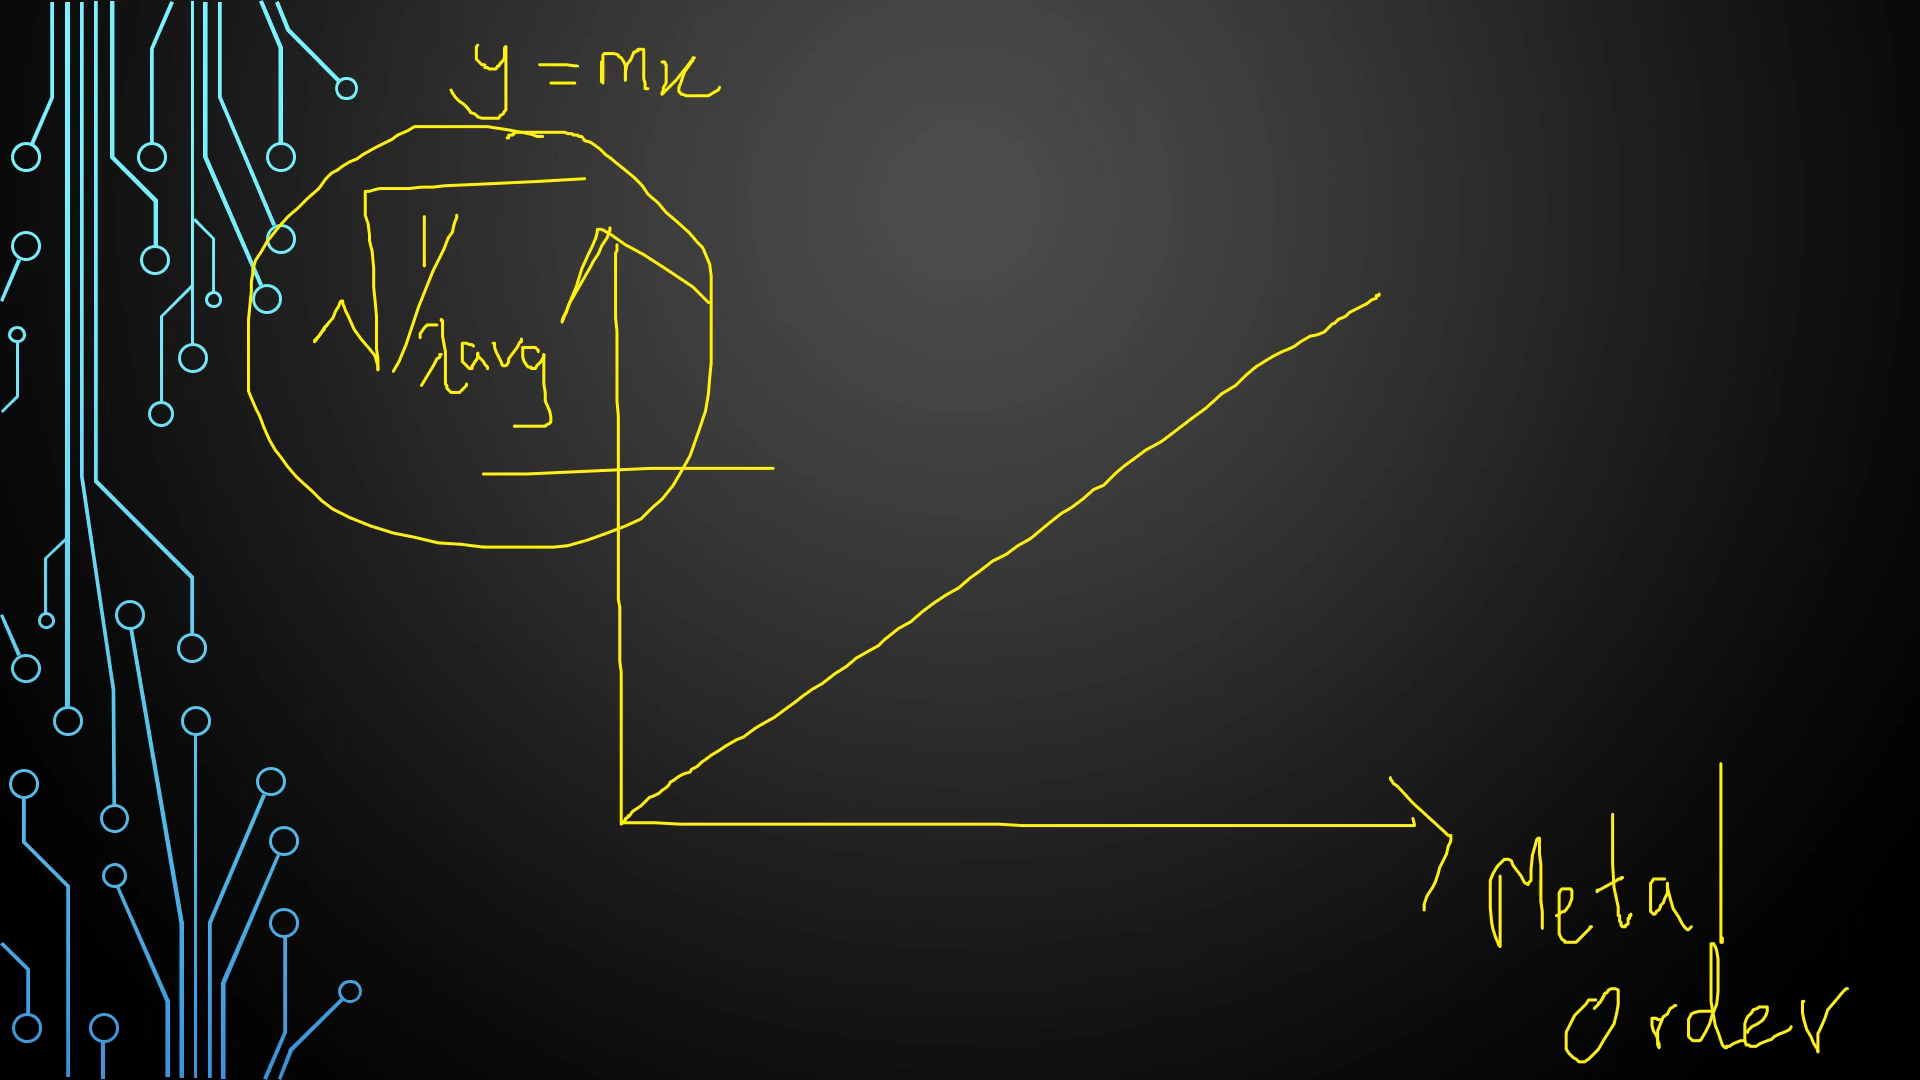 y = mx
√1/λavg
Metal
Order